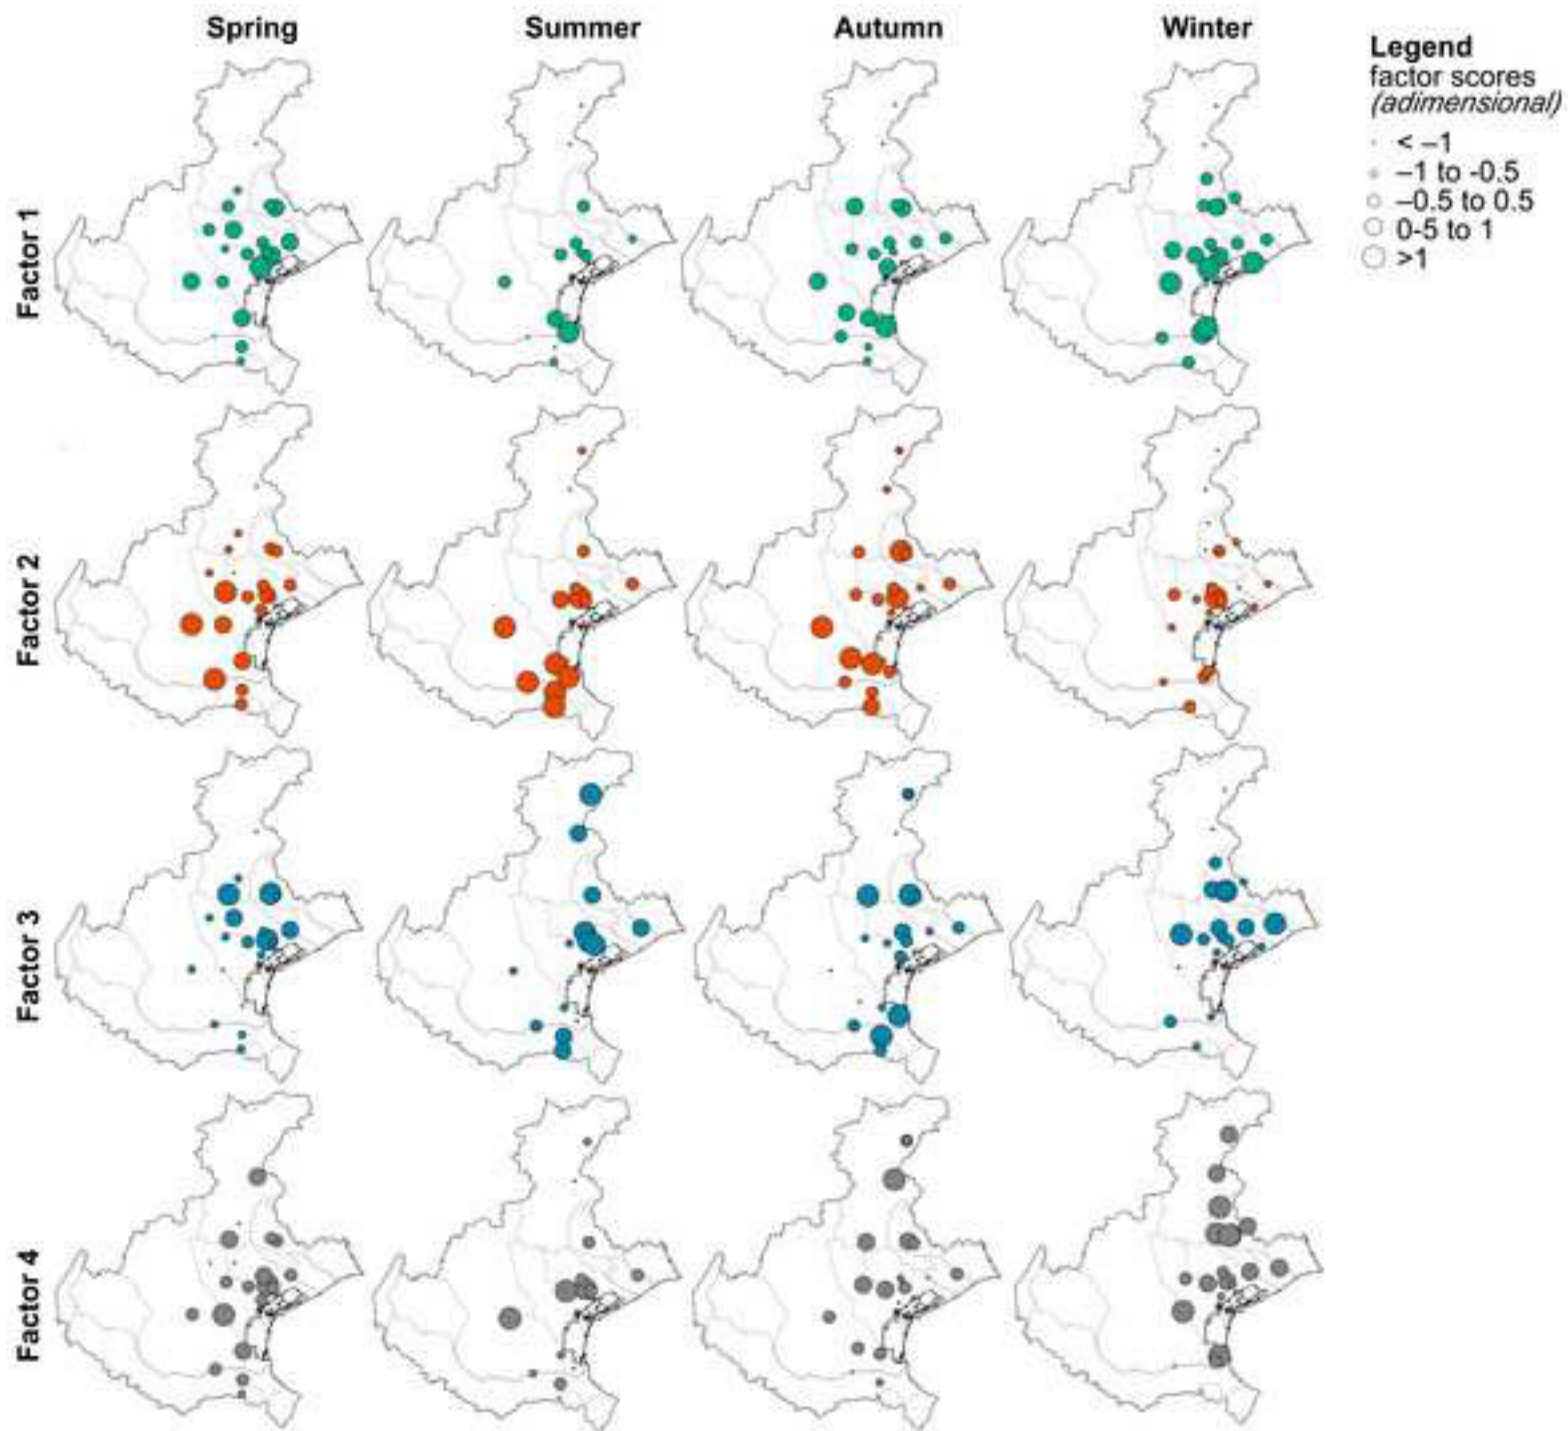 Spring Summer Autumn Winter
Legend
factor scores
(adimensional)
< –1
–1 to -0.5
–0.5 to 0.5
0-5 to 1
>1
Factor 1
Factor 2
Factor 3
Factor 4